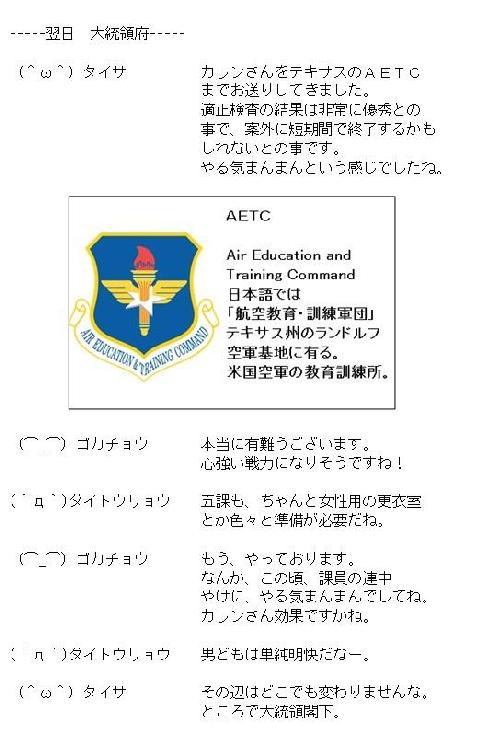 -----翌日　大統領府-----
(＾ω＾) タイサ　カランさんをテキサスのＡＥＴＣ
までお送りしてきました。
適正検査の結果は非常に優秀との
事で、案外に短期間で終了するかも
しれないとの事です。
やる気まんまんという感じでしたね。
AETC
Air Education and
Training Command
日本語では
「航空教育・訓練軍団」
テキサス州のランドルフ
空軍基地に有る。
米国空軍の教育訓練所。
AIR EDUCATION & TRAINING COMMAND
(⌒_⌒) ゴカチョウ　本当に有難うございます。
心強い戦力になりそうですね！
(´д`)ダイトウリョウ　五課も、ちゃんと女性用の更衣室
とか色々と準備が必要だね。
(⌒_⌒) ゴカチョウ　もう、やっております。
なんか、この頃、課員の連中
やけに、やる気まんまんでしてね。
カランさん効果ですかね。
(´д`)ダイトウリョウ　男どもは単純明快だなー。
(＾ω＾) タイサ　その辺はどこでも変わりませんな。
ところで大統領閣下。